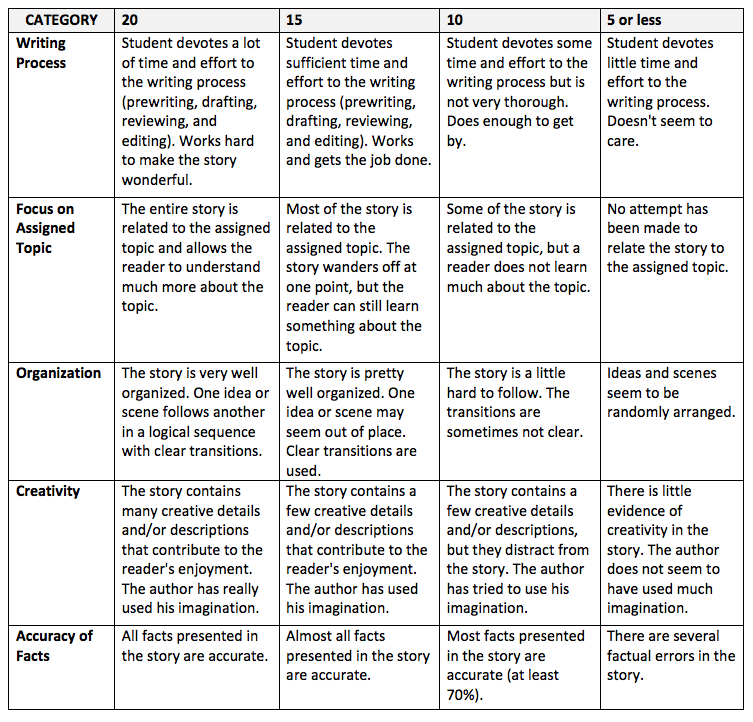 CATEGORY 20 15 10 5 or less
Writing
Process
Student devotes a lot
of time and effort to
the writing process
(prewriting, drafting,
reviewing, and
editing). Works hard
to make the story
wonderful.
Student devotes
sufficient time and
effort to the writing
process (prewriting,
drafting, reviewing,
and editing). Works
and gets the job done.
Student devotes some
time and effort to the
writing process but is
not very thorough.
Does enough to get
by.
Student devotes
little time and
effort to the
writing process.
Doesn't seem to
care.
Focus on
Assigned
Topic
The entire story is
related to the assigned
topic and allows the
reader to understand
much more about the
topic.
Most of the story is
related to the
assigned topic. The
story wanders off at
one point, but the
reader can still learn
something about the
topic.
Some of the story is
related to the
assigned topic, but a
reader does not learn
much about the topic.
No attempt has
been made to
relate the story to
the assigned topic.
Organization
The story is very well
organized. One idea or
scene follows another
in a logical sequence
with clear transitions.
The story is pretty
well organized. One
idea or scene may
seem out of place.
Clear transitions are
used.
The story is a little
hard to follow. The
transitions are
sometimes not clear.
Ideas and scenes
seem to be
randomly arranged.
Creativity
The story contains
many creative details
and/or descriptions
that contribute to the
reader's enjoyment.
The author has really
used his imagination.
The story contains a
few creative details
and/or descriptions
that contribute to the
reader's enjoyment.
The author has used
his imagination.
The story contains a
few creative details
and/or descriptions,
but they distract from
the story. The author
has tried to use his
imagination.
There is little
evidence of
creativity in the
story. The author
does not seem to
have used much
imagination.
Accuracy of
Facts
All facts presented in
the story are accurate.
Almost all facts
presented in the story
are accurate.
Most facts presented
in the story are
accurate (at least
70%).
There are several
factual errors in the
story.